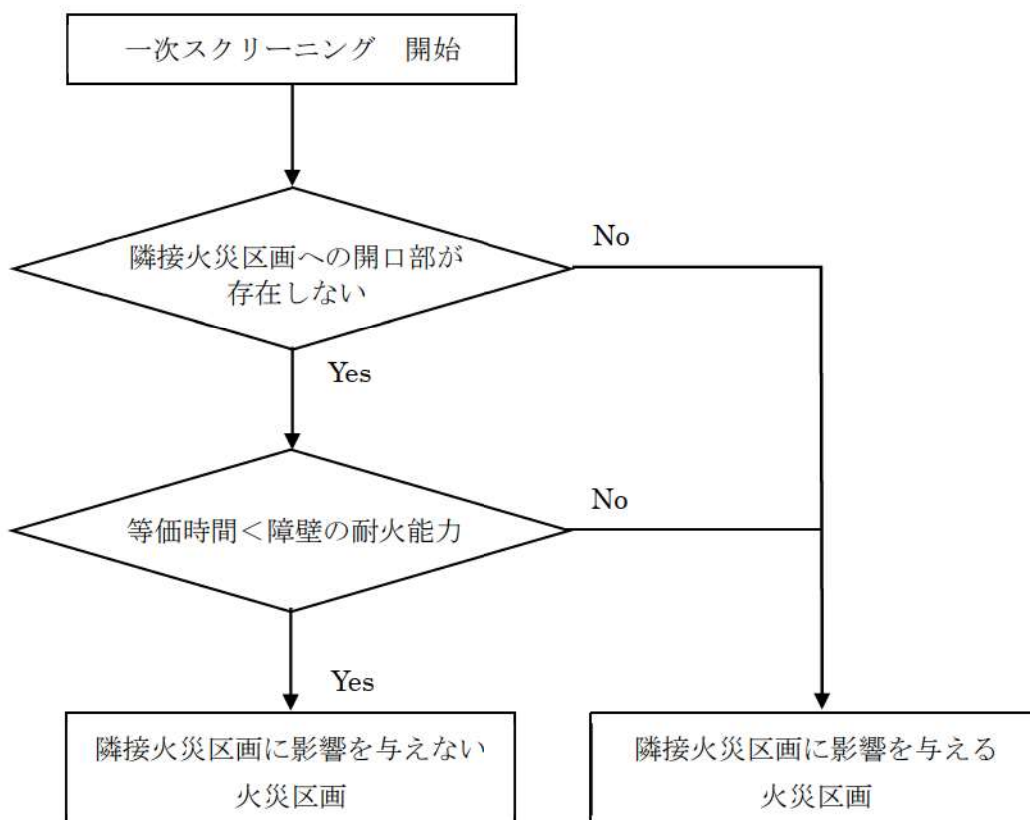 一次スクリーニング　開始
隣接火災区画への開口部が
存在しない
No
Yes
等価時間＜障壁の耐火能力
No
Yes
隣接火災区画に影響を与えない
火災区画
隣接火災区画に影響を与える
火災区画